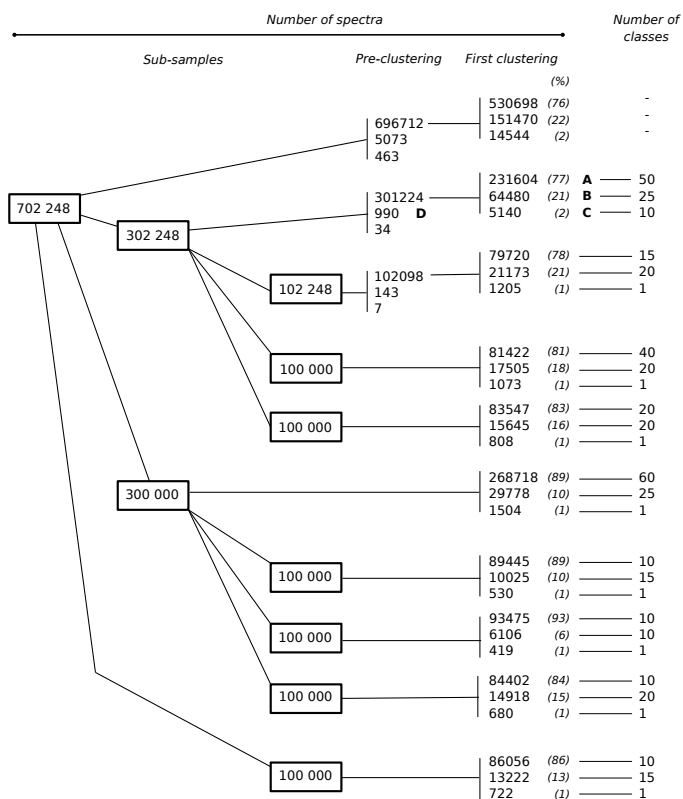 Number of spectra
Number of
classes
Sub-samples
Pre-clustering
First clustering
(%)
530698 (76) -
696712
151470 (22) -
5073
14544 (2) -
463
231604 (77) A 50
301224
64480 (21) B 25
702 248
990 D
5140 (2) C 10
34
302 248
79720 (78) 15
102098
21173 (21) 20
102 248
143
1205 (1) 1
7
81422 (81) 40
100 000
17505 (18) 20
1073 (1) 1
83547 (83) 20
100 000
15645 (16) 20
808 (1) 1
268718 (89) 60
300 000
29778 (10) 25
1504 (1) 1
89445 (89) 10
100 000
10025 (10) 15
530 (1) 1
93475 (93) 10
100 000
6106 (6) 10
419 (1) 1
84402 (84) 10
100 000
14918 (15) 20
680 (1) 1
86056 (86) 10
100 000
13222 (13) 15
722 (1) 1